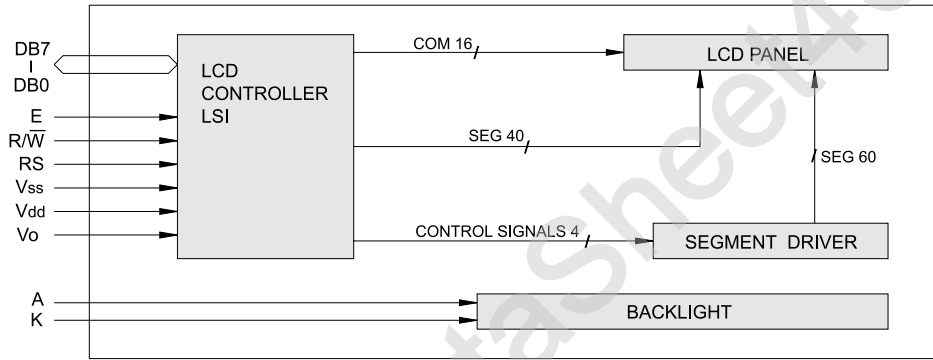 DB7
DB0
E
R/W̅
RS
Vss
Vdd
Vo
A
K
LCD
CONTROLLER
LSI
COM 16
SEG 40
CONTROL SIGNALS 4
LCD PANEL
SEG 60
SEGMENT DRIVER
BACKLIGHT